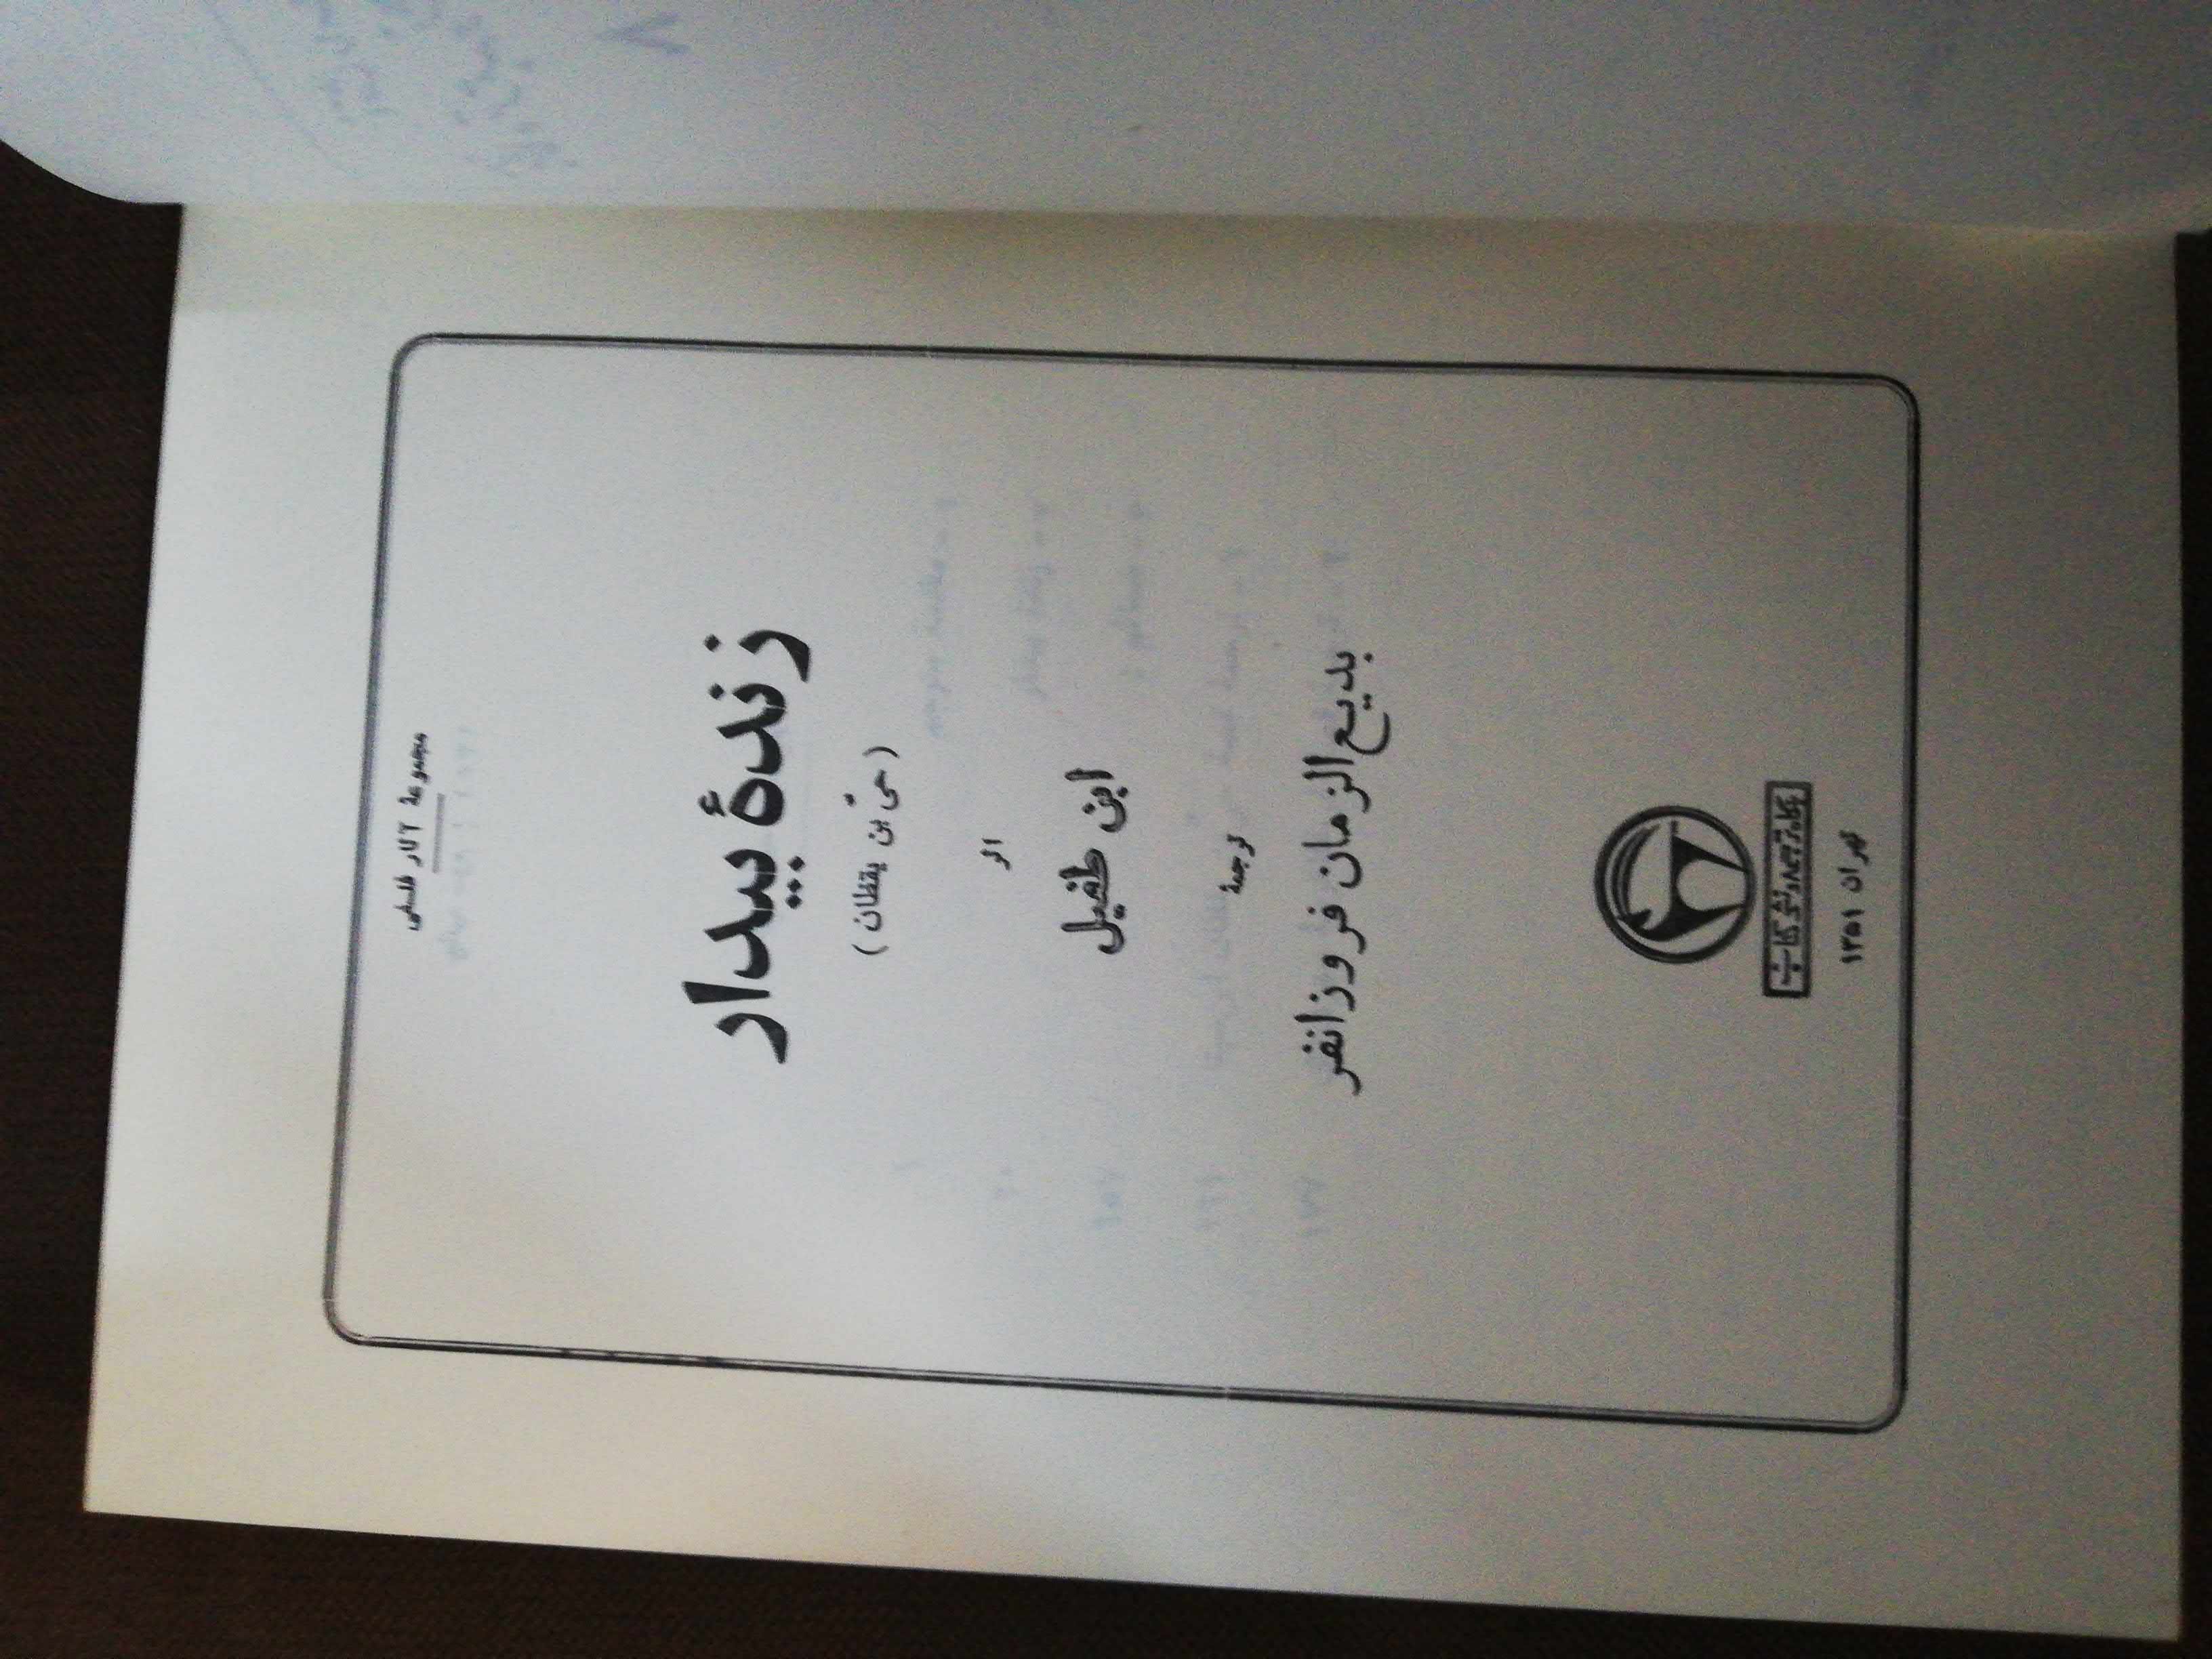 مجموعهٔ آثار فلسفی
زندهٔ بیدار
(حیّ بن یقظان)
اثر
ابن طفیل
ترجمهٔ
بدیع‌الزمان فروزانفر
بنگاه ترجمه و نشر کتاب
تهران ۱۳۵۱